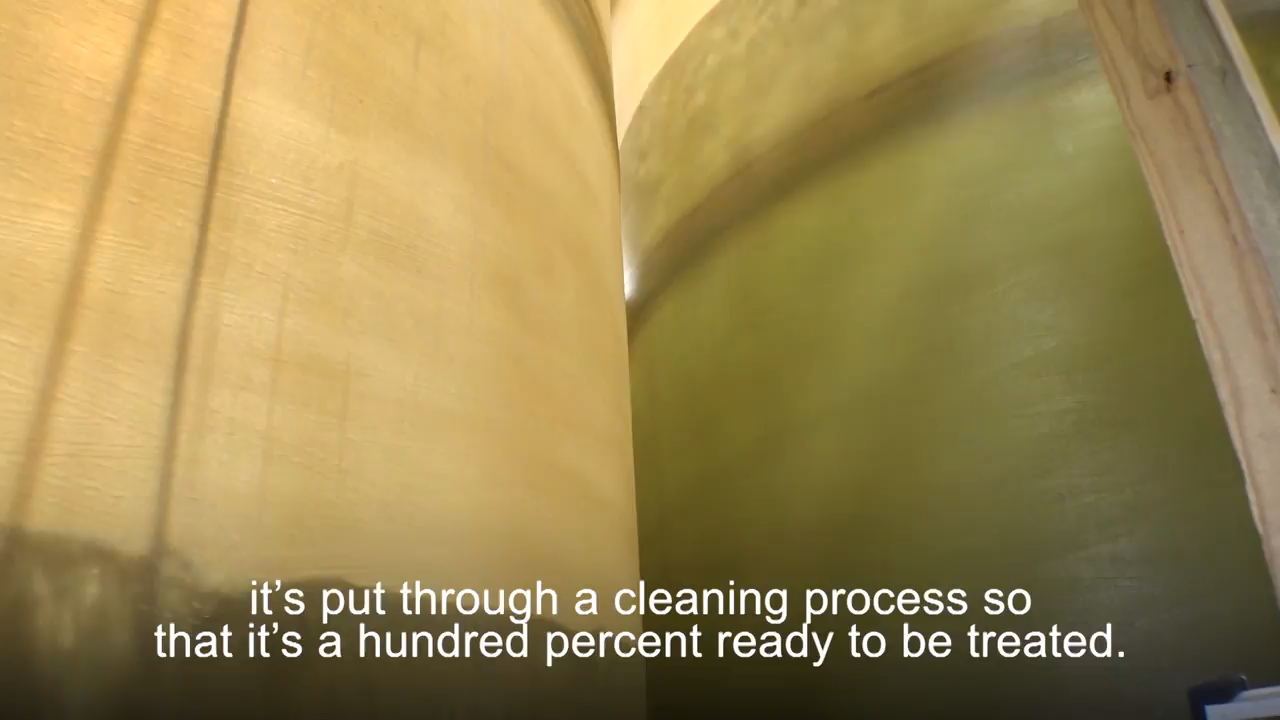 it’s put through a cleaning process so
that it’s a hundred percent ready to be treated.